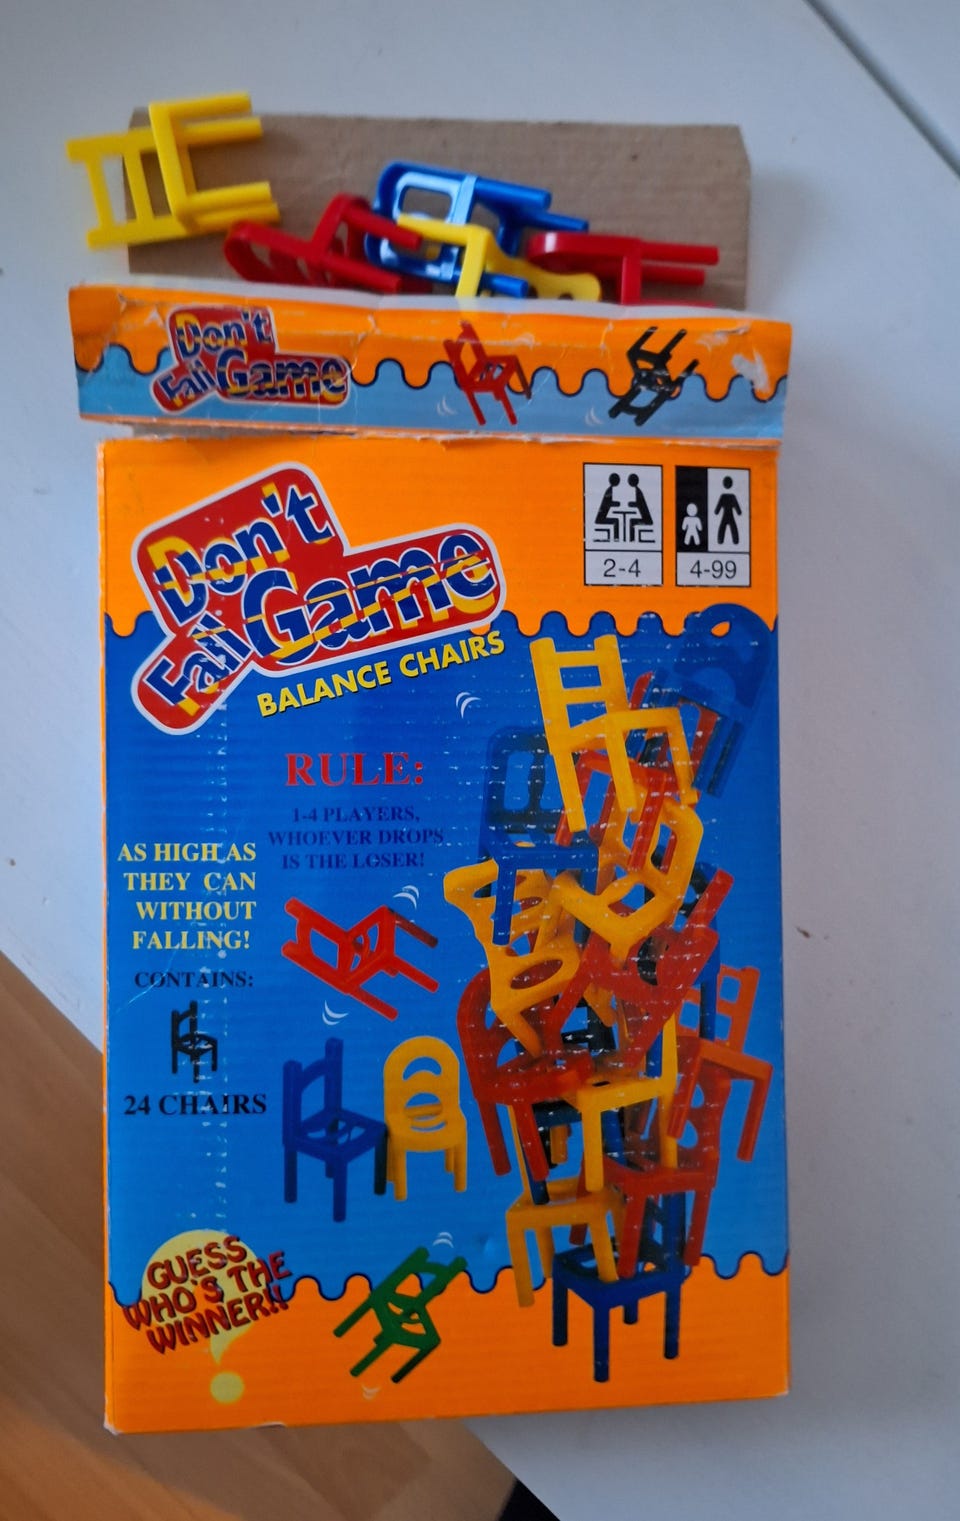 Don't
Fall Game
Don't
Fall Game
BALANCE CHAIRS
2-4
4-99
RULE:
1-4 PLAYERS,
WHOEVER DROPS
IS THE LOSER!
AS HIGH AS
THEY CAN
WITHOUT
FALLING!
CONTAINS:
24 CHAIRS
GUESS
WHO'S THE
WINNER!!
?